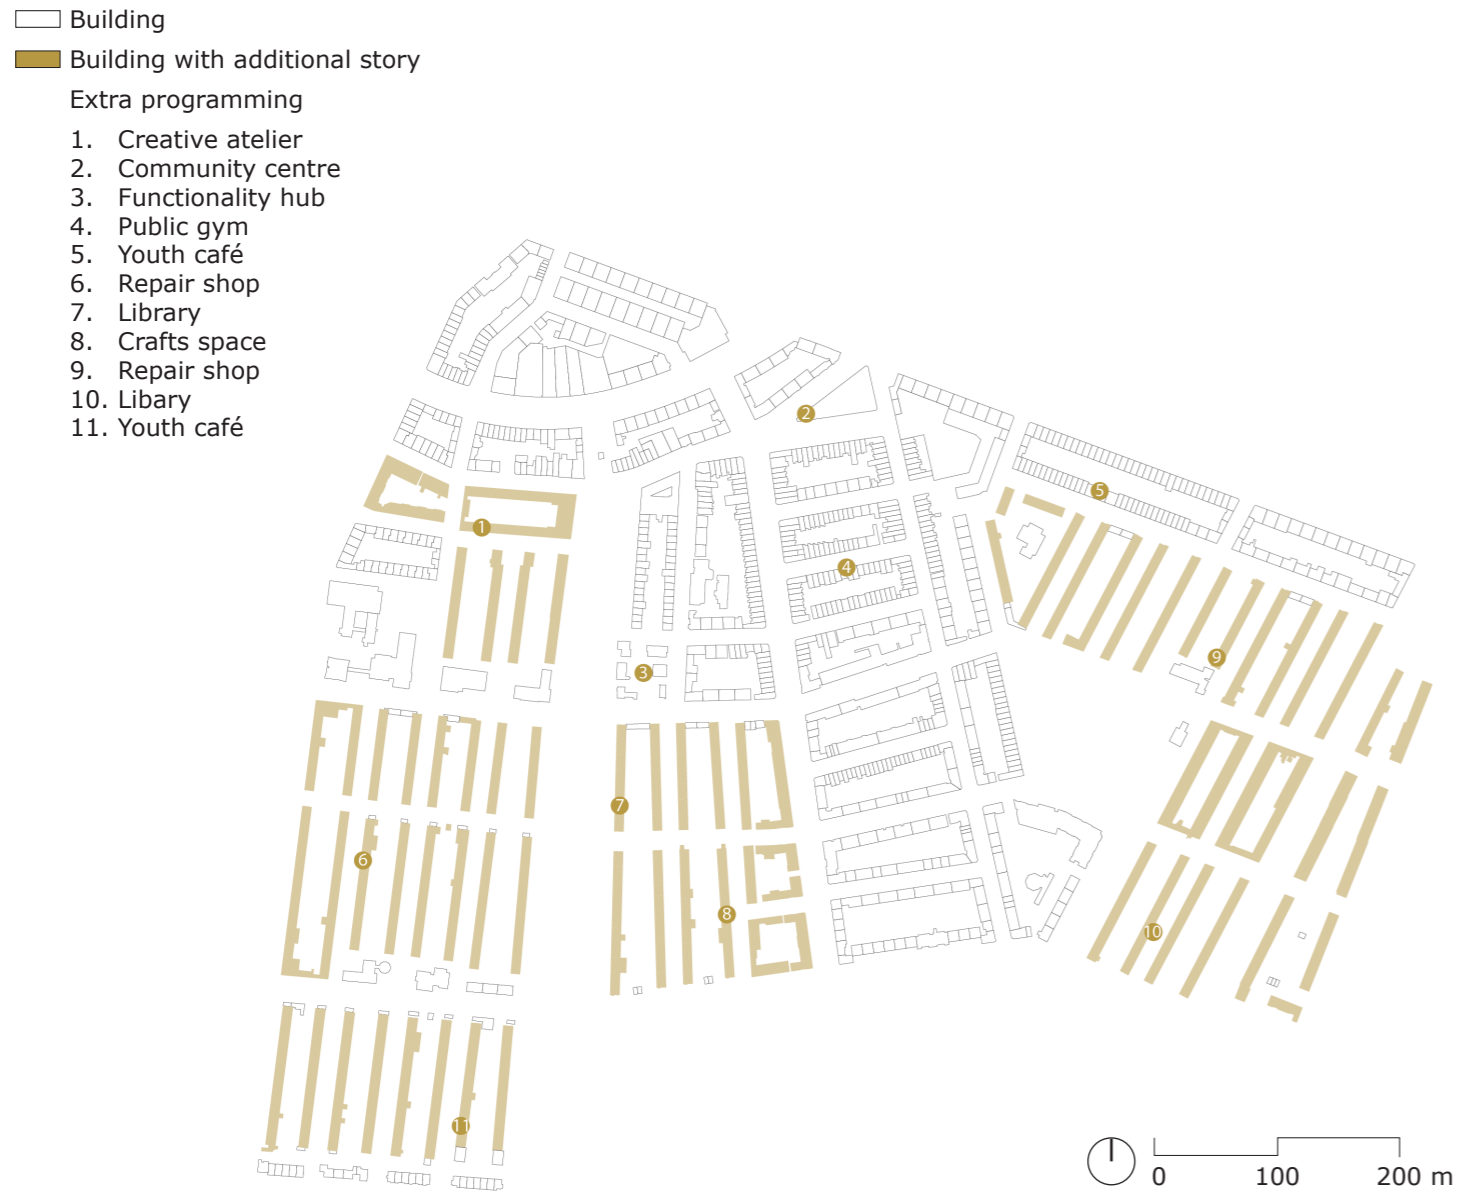 Building
Building with additional story
Extra programming
1. Creative atelier
2. Community centre
3. Functionality hub
4. Public gym
5. Youth café
6. Repair shop
7. Library
8. Crafts space
9. Repair shop
10. Libary
11. Youth café
2
5
1
4
9
3
7
6
8
10
11
0 100 200 m